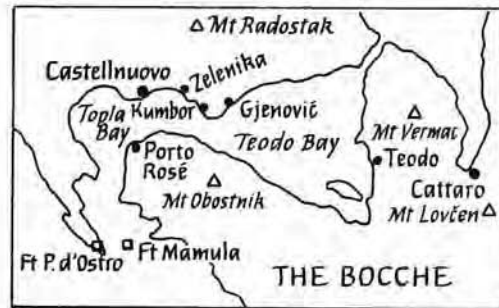 Mt Radostak
Castellnuovo
Zelenika
Topla
Bay
Kumbor
Gjenović
Teodo Bay
Mt Vermac
Porto
Rosé
Teodo
Mt Obostnik
Cattaro
Mt Lovčen
Ft P. d'Ostro
Ft Mamula
THE BOCCHE